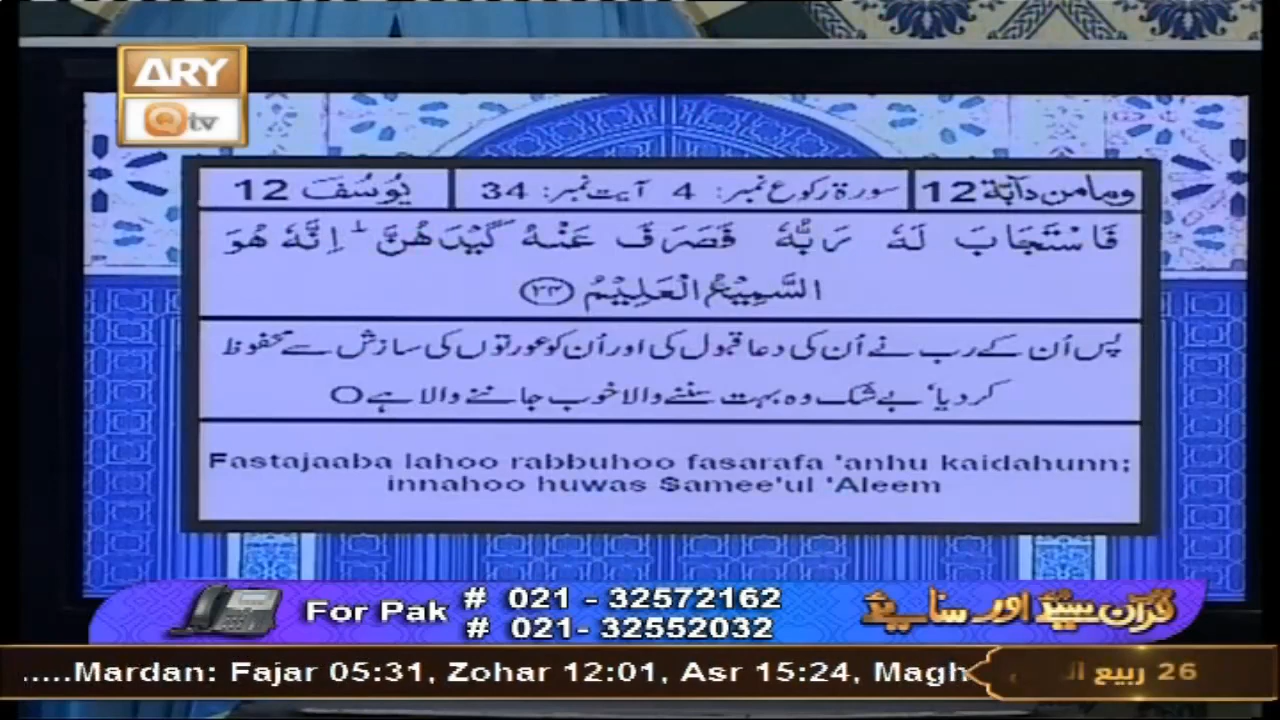 ARY
Qtv
وما من دآبة 12
سورۃ رکوع نمبر: 4 آیت نمبر: 34
یُوسُفَ 12
فَاسْتَجَابَ لَهٗ رَبُّهٗ فَصَرَفَ عَنْهُ كَيْدَهُنَّ ؕ اِنَّهٗ هُوَ
السَّمِيْعُ الْعَلِيْمُ ﴿۳۴﴾
پس اُن کے رب نے اُن کی دعا قبول کی اور اُن کو عورتوں کی سازش سے محفوظ
کر دیا‘ بے شک وہ بہت سننے والا خوب جاننے والا ہے
Fastajaaba lahoo rabbuhoo fasarafa 'anhu kaidahunn;
innahoo huwas Samee'ul 'Aleem
For Pak # 021 - 32572162
# 021- 32552032
قرآن سنیئے اور سنایئے
.....Mardan: Fajar 05:31, Zohar 12:01, Asr 15:24, Magh
26 ربیع